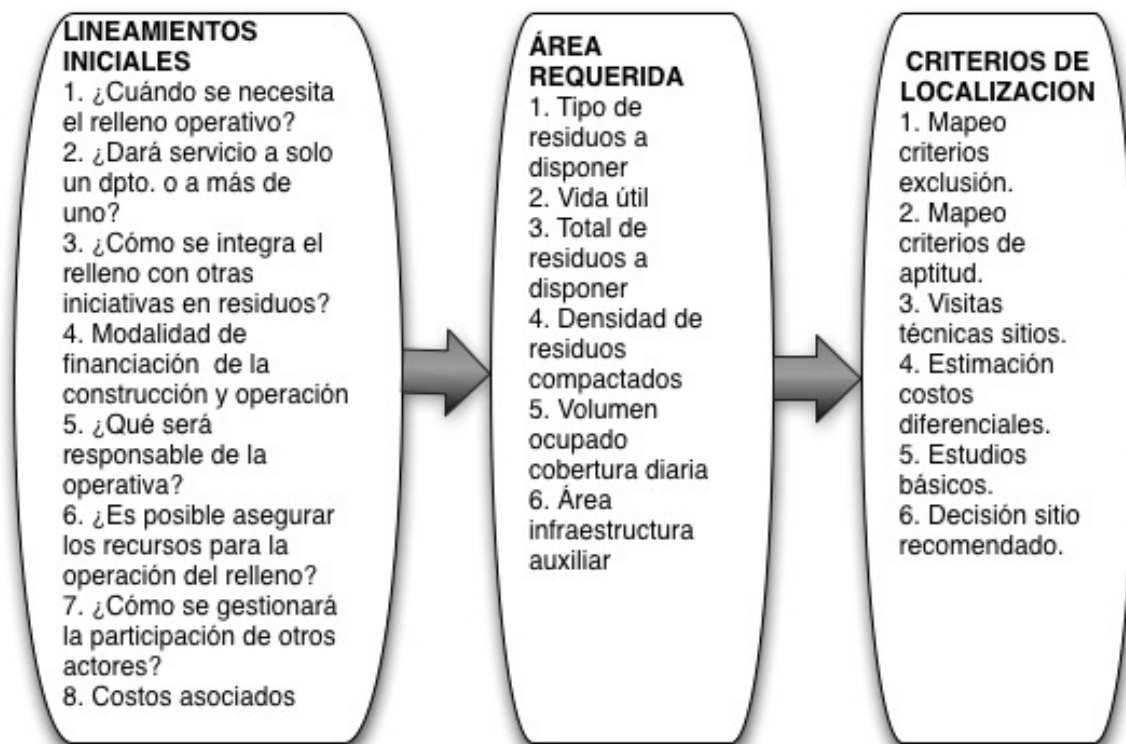 LINEAMIENTOS
INICIALES
1. ¿Cuándo se necesita
el relleno operativo?
2. ¿Dará servicio a solo
un dpto. o a más de
uno?
3. ¿Cómo se integra el
relleno con otras
iniciativas en residuos?
4. Modalidad de
financiación  de la
construcción y operación
5. ¿Qué será
responsable de la
operativa?
6. ¿Es posible asegurar
los recursos para la
operación del relleno?
7. ¿Cómo se gestionará
la participación de otros
actores?
8. Costos asociados
ÁREA
REQUERIDA
1. Tipo de
residuos a
disponer
2. Vida útil
3. Total de
residuos a
disponer
4. Densidad de
residuos
compactados
5. Volumen
ocupado
cobertura diaria
6. Área
infraestructura
auxiliar
CRITERIOS DE
LOCALIZACION
1. Mapeo
criterios
exclusión.
2. Mapeo
criterios de
aptitud.
3. Visitas
técnicas sitios.
4. Estimación
costos
diferenciales.
5. Estudios
básicos.
6. Decisión sitio
recomendado.